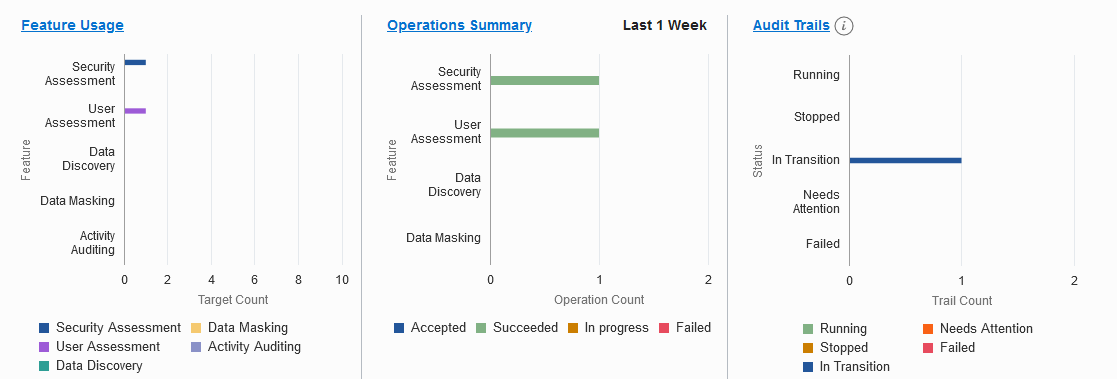 Feature Usage
Feature
Security
Assessment
User
Assessment
Data
Discovery
Data Masking
Activity
Auditing
0 2 4 6 8 10
Target Count
Security Assessment Data Masking
User Assessment Activity Auditing
Data Discovery
Operations Summary Last 1 Week
Feature
Security
Assessment
User
Assessment
Data
Discovery
Data Masking
0 1 2
Operation Count
Accepted Succeeded In progress Failed
Audit Trails i
Status
Running
Stopped
In Transition
Needs
Attention
Failed
0 1 2
Trail Count
Running Needs Attention
Stopped Failed
In Transition